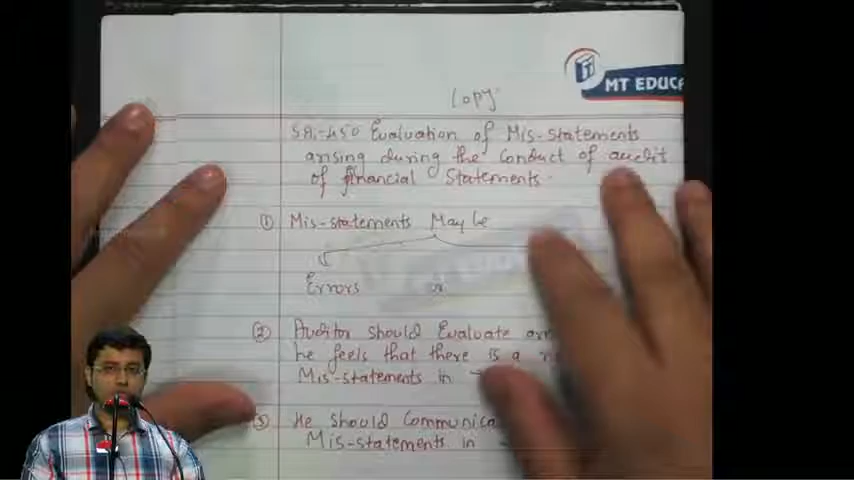 MT EDUCA
Copy
SA-450 Evaluation of Mis-statements
arising during the conduct of audit
of financial Statements.
① Mis-statements May be
Errors or
② Auditor should Evaluate
he feels that there is a
Mis-statements in
③ He should Communica
Mis-statements in